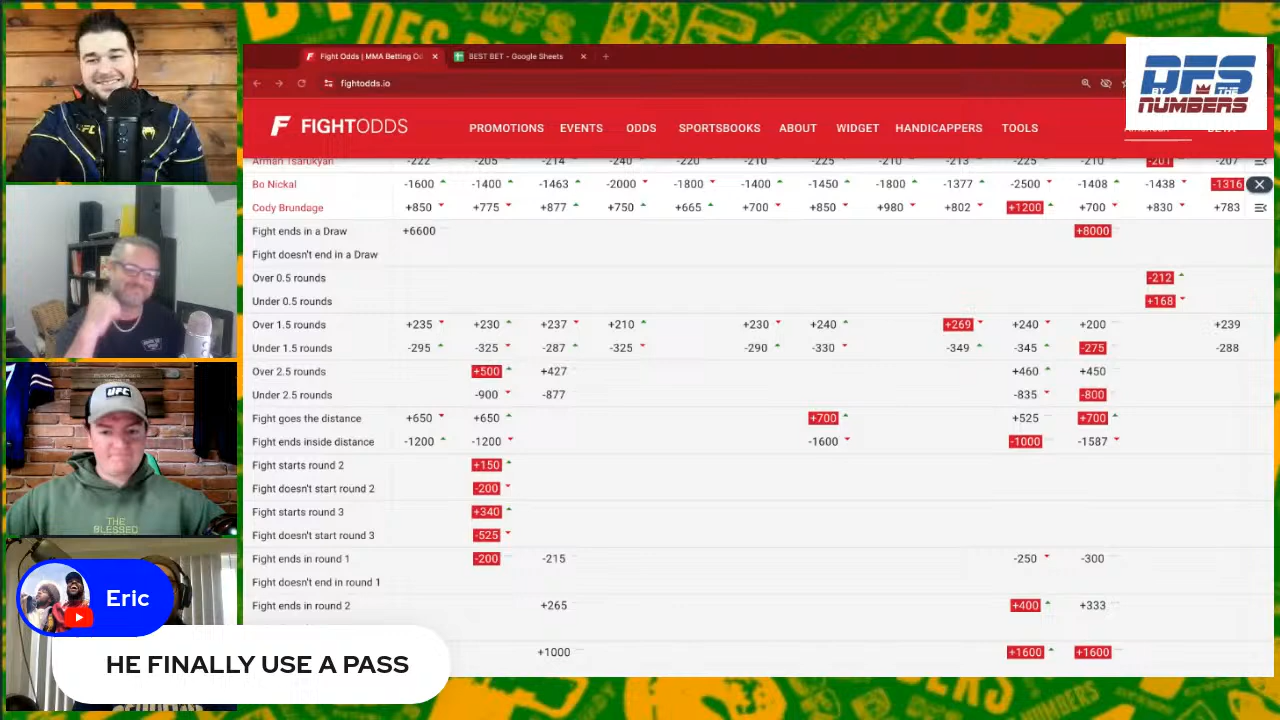 Fight Odds | MMA Betting Od
BEST BET - Google Sheets
fightodds.io
DFS
BY THE
NUMBERS
FIGHTODDS
PROMOTIONS EVENTS ODDS SPORTSBOOKS ABOUT WIDGET HANDICAPPERS TOOLS
Arman Tsarukyan -222 -205 -214 -240 -220 -210 -225 -210 -213 -225 -210 -201 -207
Bo Nickal -1600 -1400 -1463 -2000 -1800 -1400 -1450 -1800 -1377 -2500 -1408 -1438 -1316
Cody Brundage +850 +775 +877 +750 +665 +700 +850 +980 +802 +1200 +700 +830 +783
Fight ends in a Draw +6600 +8000
Fight doesn't end in a Draw
Over 0.5 rounds -212
Under 0.5 rounds +168
Over 1.5 rounds +235 +230 +237 +210 +230 +240 +269 +240 +200 +239
Under 1.5 rounds -295 -325 -287 -325 -290 -330 -349 -345 -275 -288
Over 2.5 rounds +500 +427 +460 +450
Under 2.5 rounds -900 -877 -835 -800
Fight goes the distance +650 +650 +700 +525 +700
Fight ends inside distance -1200 -1200 -1600 -1000 -1587
Fight starts round 2 +150
Fight doesn't start round 2 -200
Fight starts round 3 +340
Fight doesn't start round 3 -525
Fight ends in round 1 -200 -215 -250 -300
Fight doesn't end in round 1
Fight ends in round 2 +265 +400 +333
+1000 +1600 +1600
UFC
UFC
THE
BLESSED
Eric
HE FINALLY USE A PASS